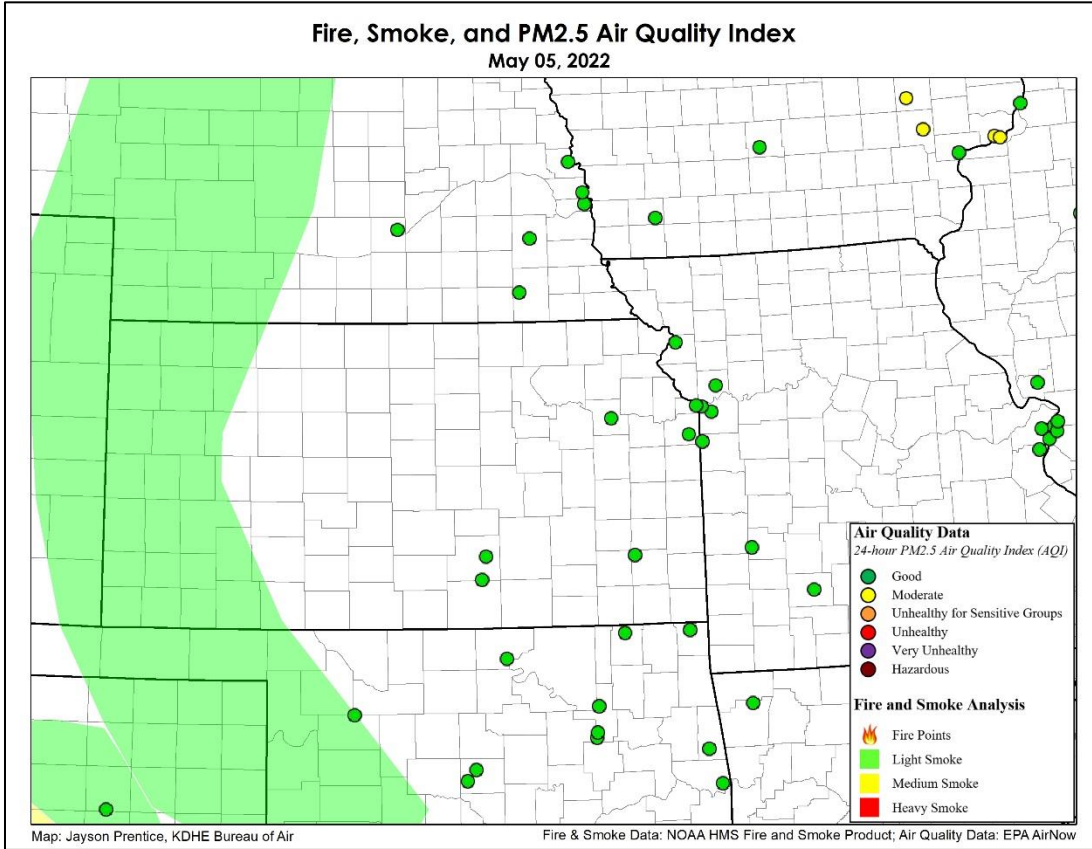 Fire, Smoke, and PM2.5 Air Quality Index
May 05, 2022
Air Quality Data
24-hour PM2.5 Air Quality Index (AQI)
Good
Moderate
Unhealthy for Sensitive Groups
Unhealthy
Very Unhealthy
Hazardous
Fire and Smoke Analysis
Fire Points
Light Smoke
Medium Smoke
Heavy Smoke
Map: Jayson Prentice, KDHE Bureau of Air
Fire & Smoke Data: NOAA HMS Fire and Smoke Product; Air Quality Data: EPA AirNow